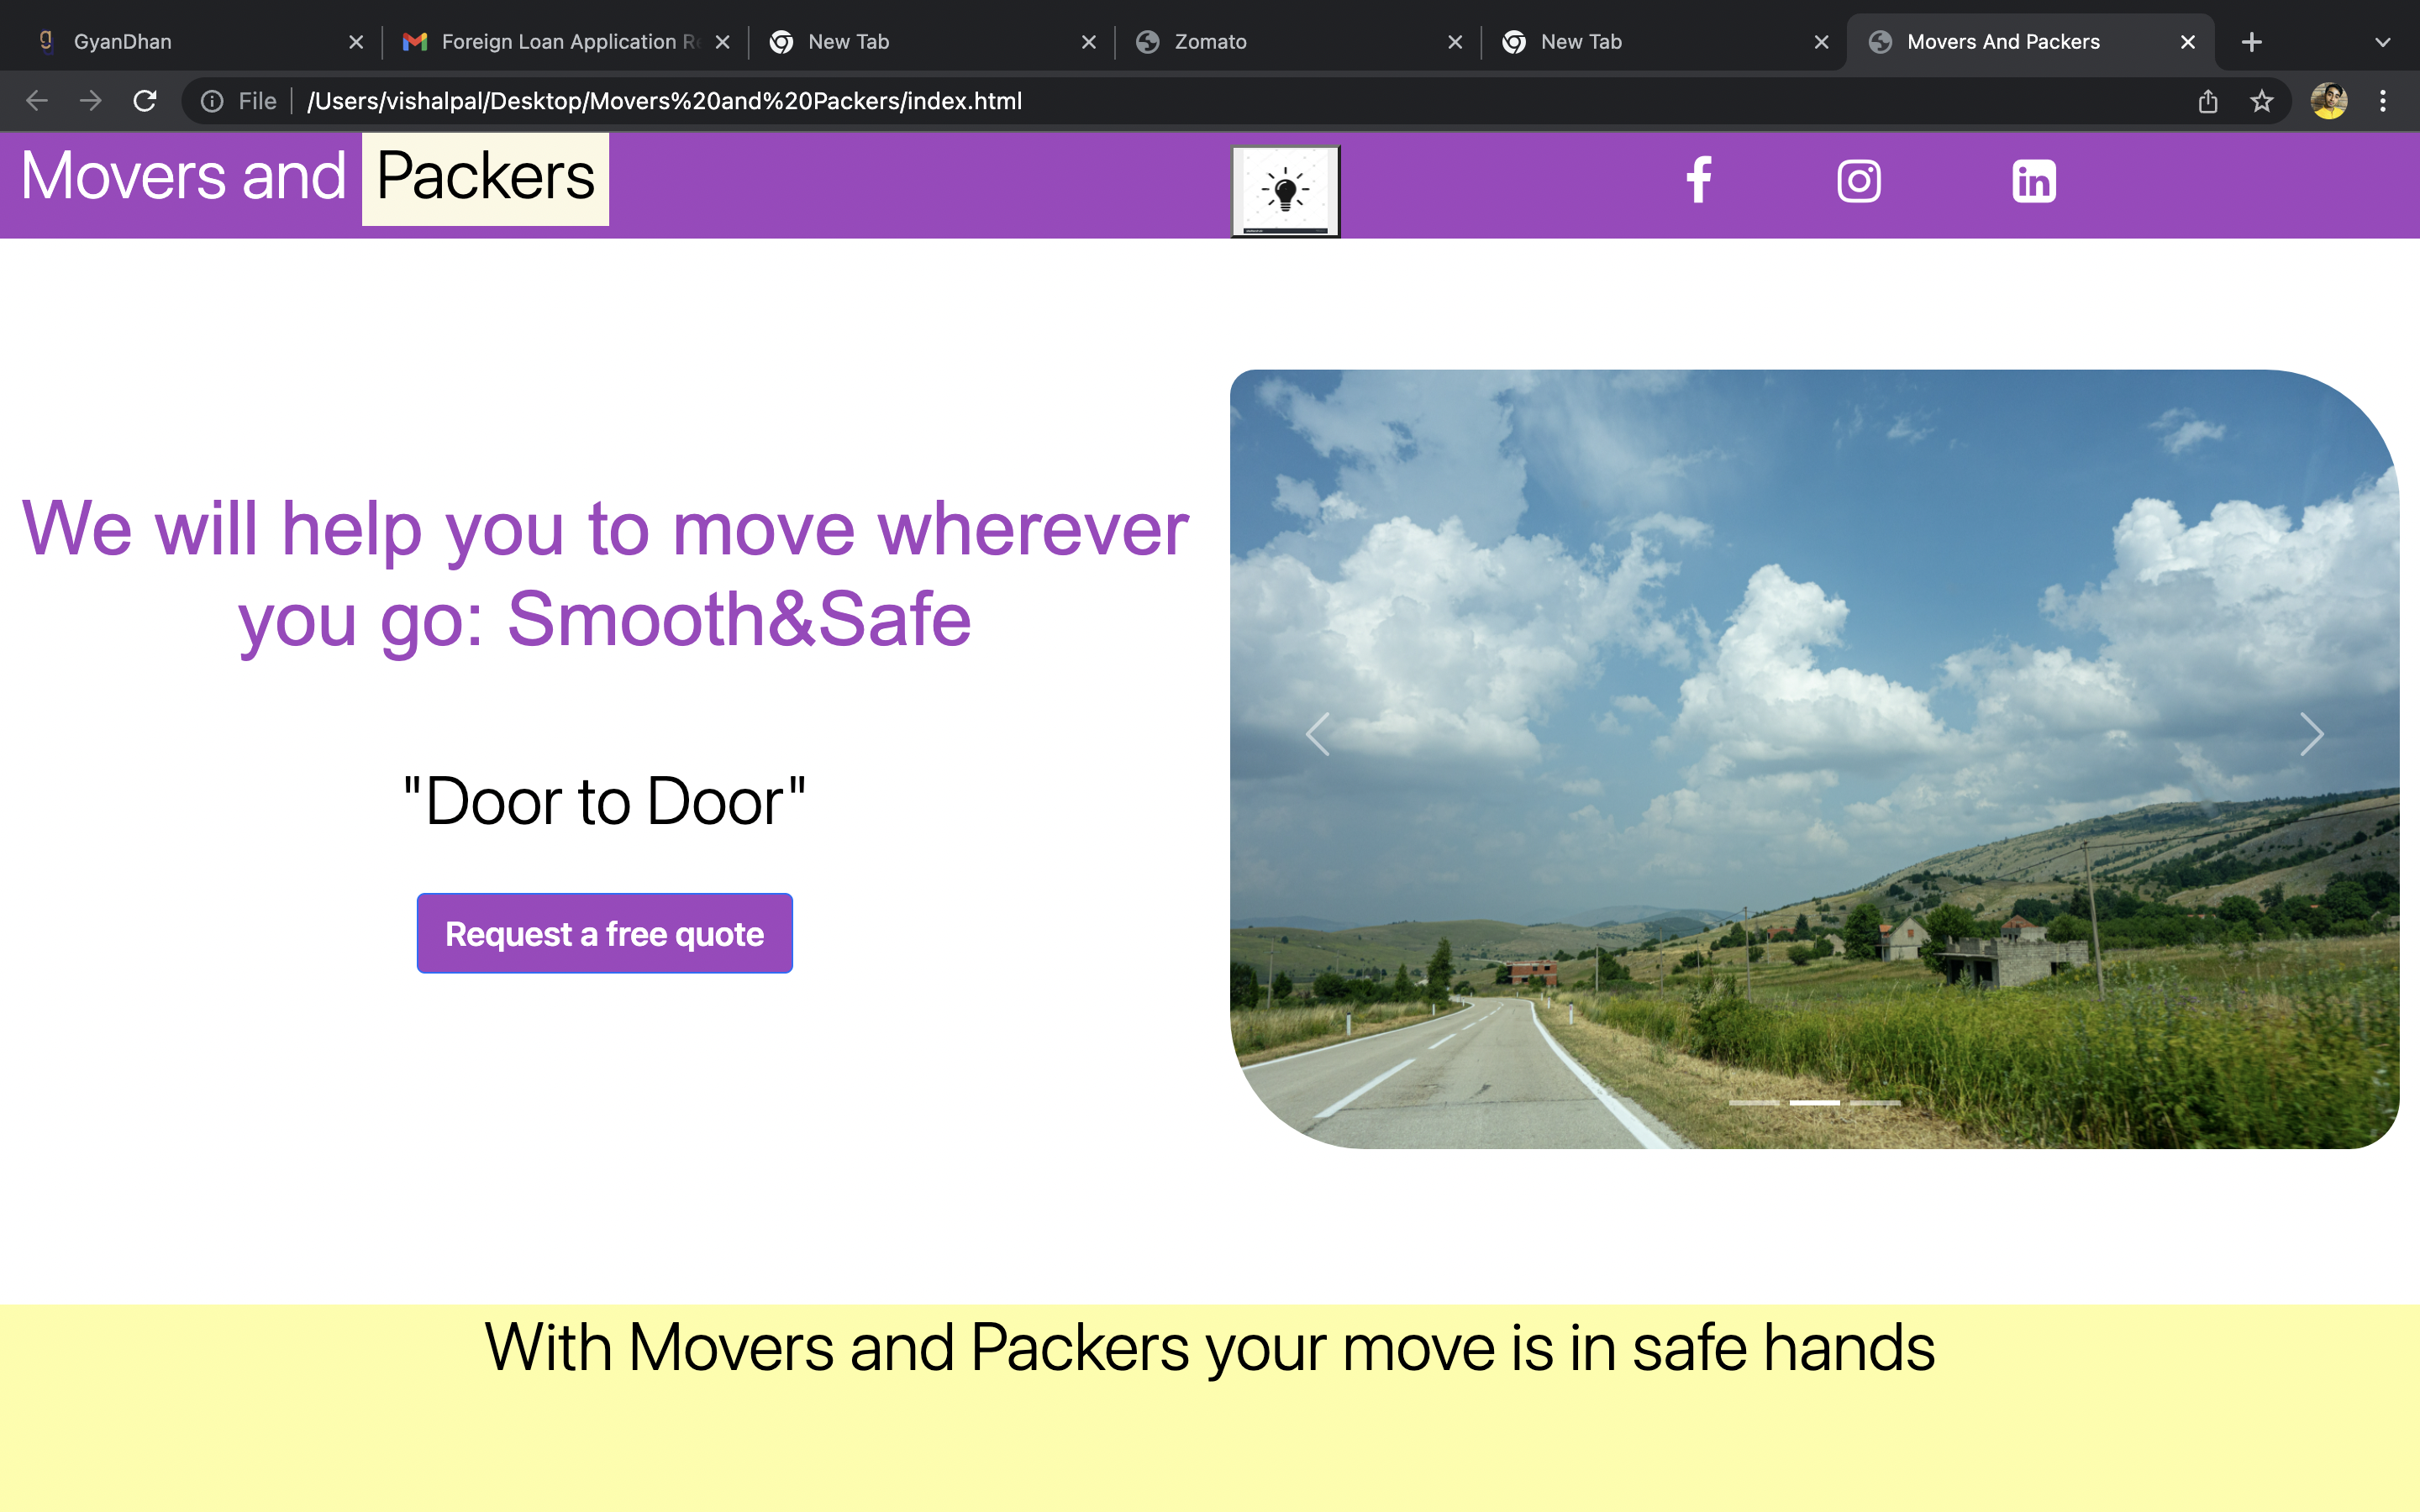 GyanDhan
Foreign Loan Application Re
New Tab
Zomato
New Tab
Movers And Packers
File
/Users/vishalpal/Desktop/Movers%20and%20Packers/index.html
Movers and Packers
in
We will help you to move wherever
you go: Smooth&Safe
"Door to Door"
Request a free quote
With Movers and Packers your move is in safe hands